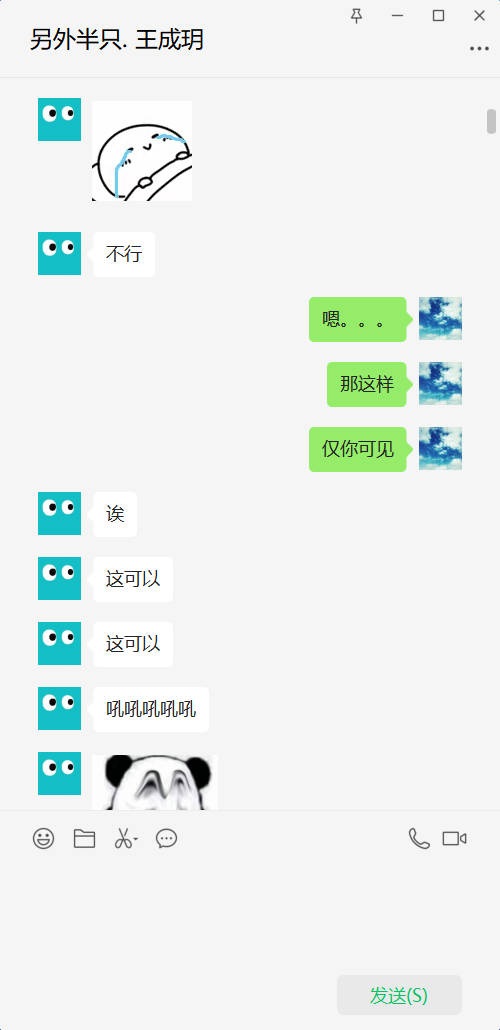 另外半只. 王成玥
不行
嗯。。。
那这样
仅你可见
诶
这可以
这可以
吼吼吼吼吼
发送(S)